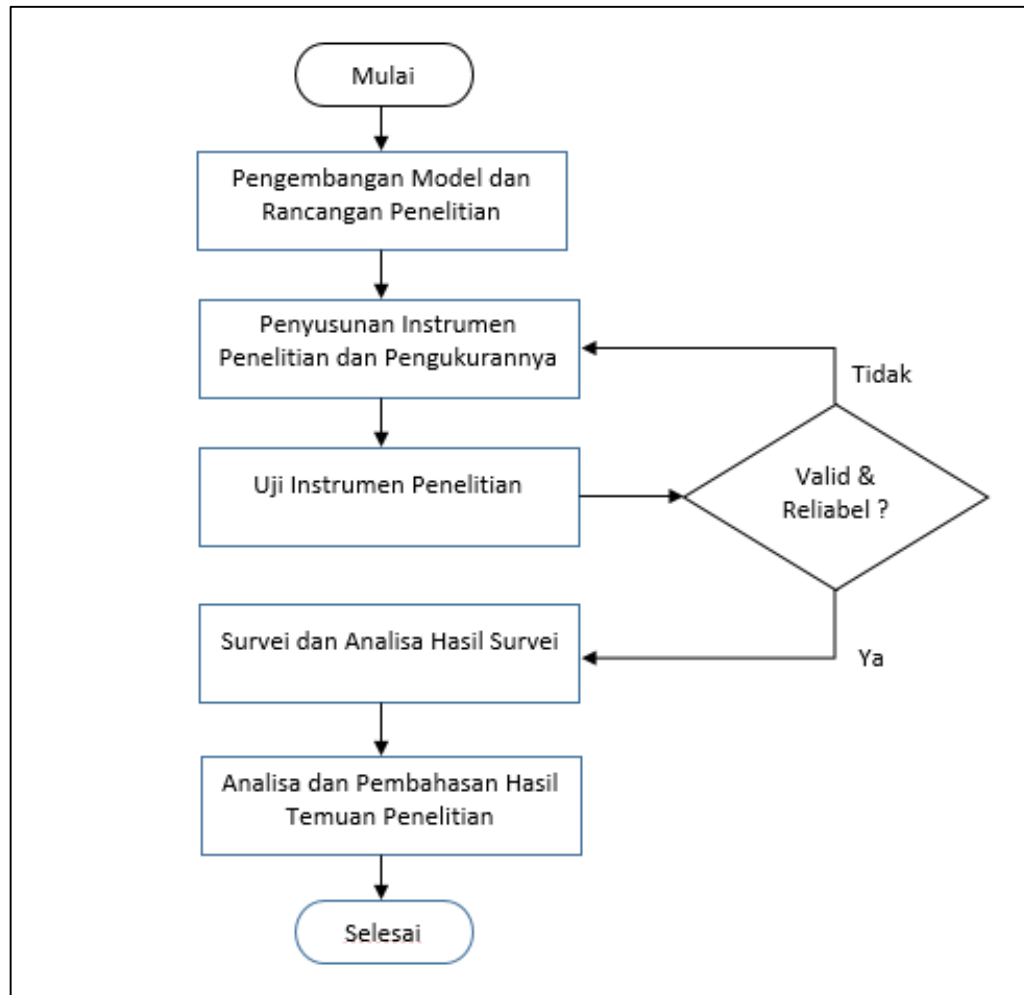 Mulai
Pengembangan Model dan
Rancangan Penelitian
Penyusunan Instrumen
Penelitian dan Pengukurannya
Tidak
Uji Instrumen Penelitian
Valid &
Reliabel ?
Survei dan Analisa Hasil Survei
Ya
Analisa dan Pembahasan Hasil
Temuan Penelitian
Selesai